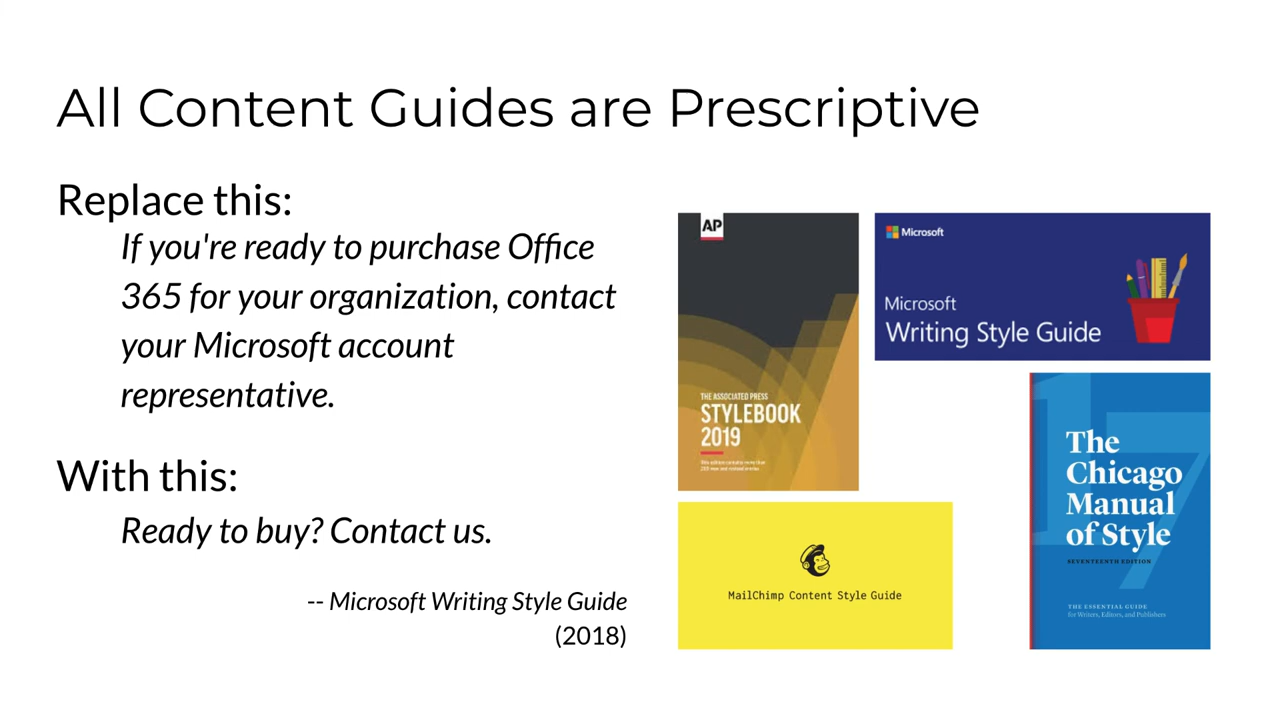 All Content Guides are Prescriptive
Replace this:
If you're ready to purchase Office
365 for your organization, contact
your Microsoft account
representative.
With this:
Ready to buy? Contact us.
-- Microsoft Writing Style Guide
(2018)
AP
THE ASSOCIATED PRESS
STYLEBOOK
2019
Microsoft
Microsoft
Writing Style Guide
MailChimp Content Style Guide
17
The
Chicago
Manual
of Style
SEVENTEENTH EDITION
THE ESSENTIAL GUIDE
for Writers, Editors, and Publishers